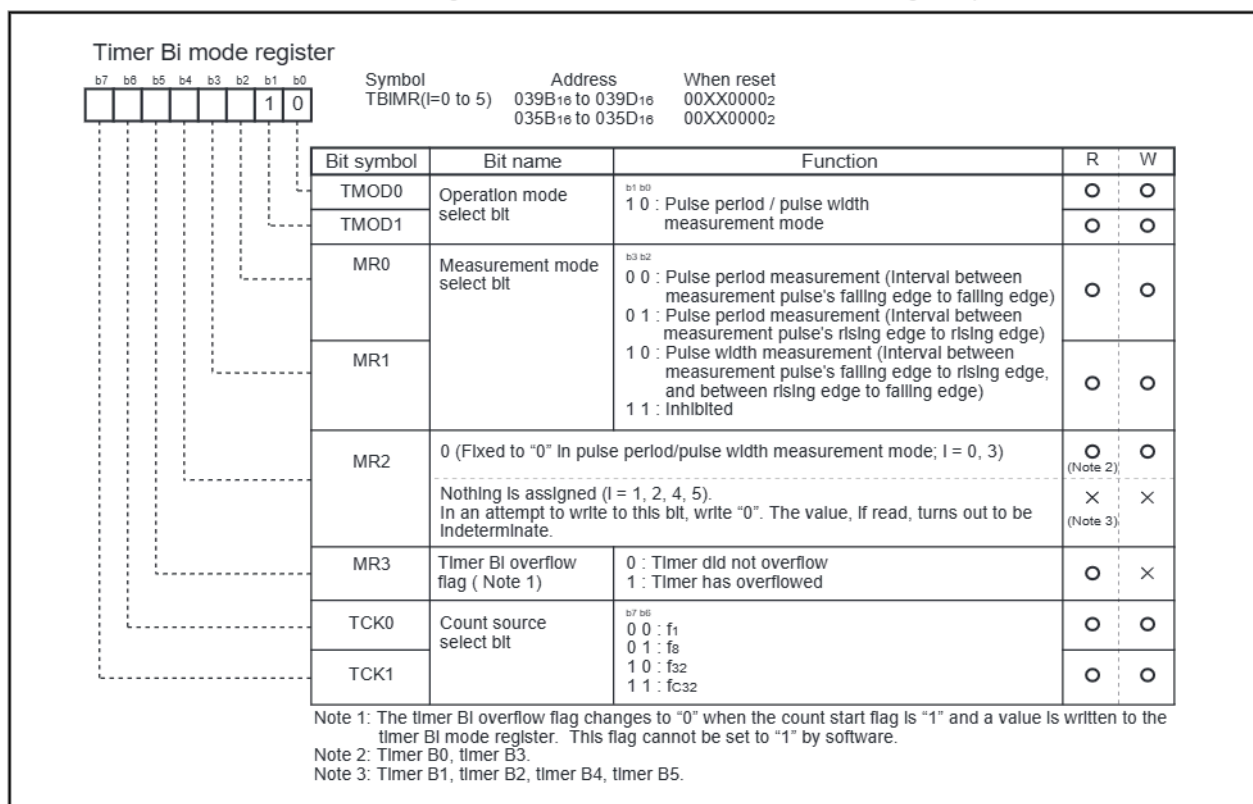 Timer Bi mode register
b7 b6 b5 b4 b3 b2 b1 b0
1 0
Symbol Address When reset
TBiMR(i=0 to 5) 039B16 to 039D16 00XX00002
035B16 to 035D16 00XX00002
Bit symbol Bit name Function R W
TMOD0 Operation mode select bit
TMOD1
b1 b0
1 0 : Pulse period / pulse width
measurement mode
MR0 Measurement mode
select bit
MR1
b3 b2
0 0 : Pulse period measurement (Interval between
measurement pulse's falling edge to falling edge)
0 1 : Pulse period measurement (Interval between
measurement pulse's rising edge to rising edge)
1 0 : Pulse width measurement (Interval between
measurement pulse's falling edge to rising edge,
and between rising edge to falling edge)
1 1 : Inhibited
MR2 0 (Fixed to “0” in pulse period/pulse width measurement mode; i = 0, 3)
(Note 2)
Nothing is assigned (i = 1, 2, 4, 5).
In an attempt to write to this bit, write “0”. The value, if read, turns out to be
indeterminate.
(Note 3)
MR3 Timer Bi overflow
flag ( Note 1)
0 : Timer did not overflow
1 : Timer has overflowed
TCK0 Count source
select bit
TCK1
b7 b6
0 0 : f1
0 1 : f8
1 0 : f32
1 1 : fC32
Note 1: The timer Bi overflow flag changes to “0” when the count start flag is “1” and a value is written to the
timer Bi mode register. This flag cannot be set to “1” by software.
Note 2: Timer B0, timer B3.
Note 3: Timer B1, timer B2, timer B4, timer B5.